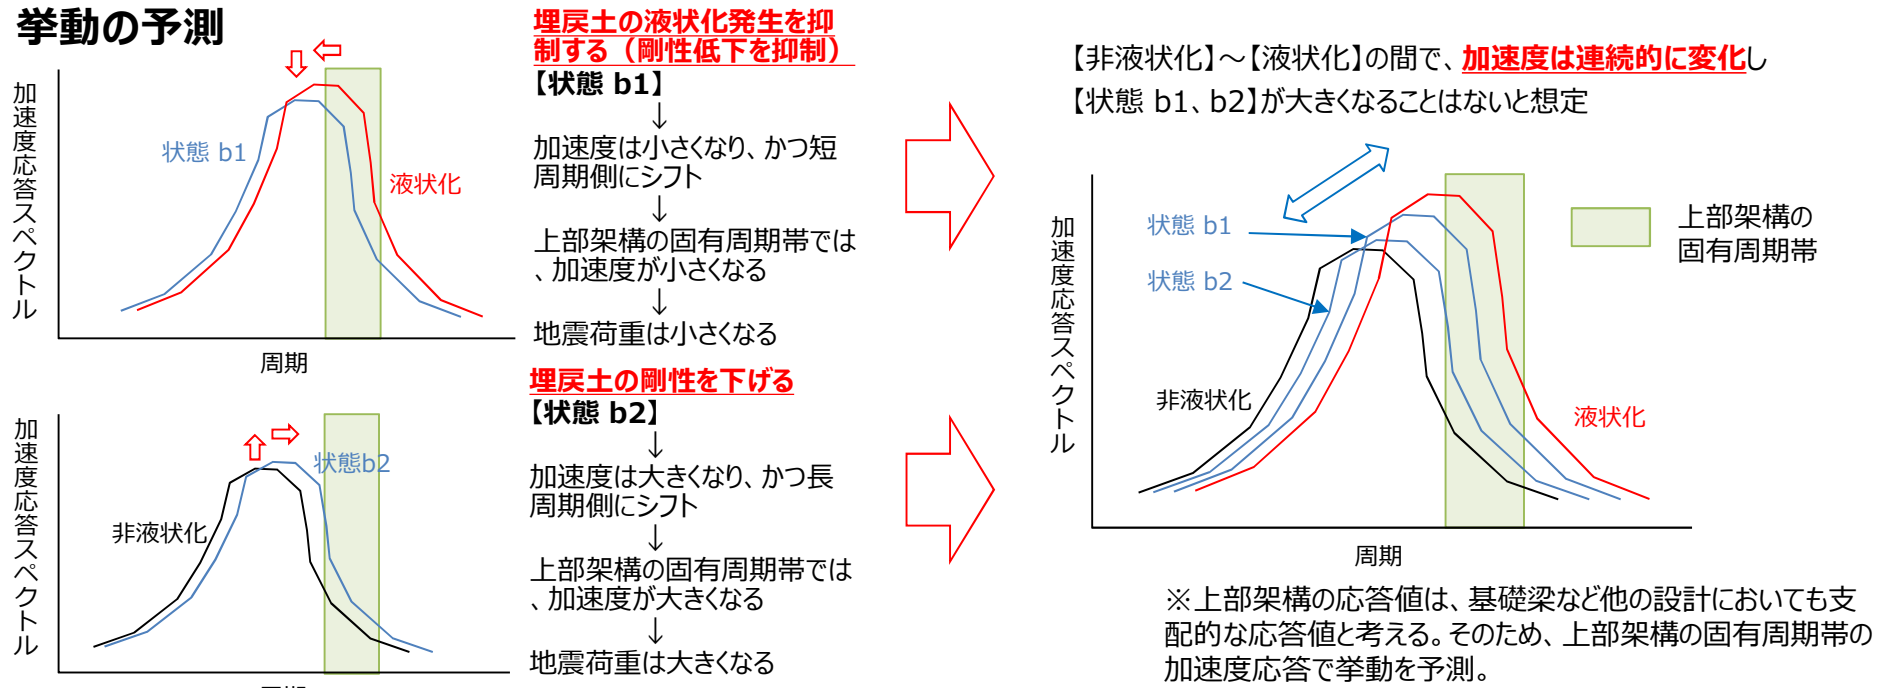 挙動の予測
加速度応答スペクトル
状態 b1
液状化
周期
埋戻土の液状化発生を抑
制する（剛性低下を抑制）
【状態 b1】
↓
加速度は小さくなり、かつ短
周期側にシフト
↓
上部架構の固有周期帯では
、加速度が小さくなる
↓
地震荷重は小さくなる
加速度応答スペクトル
状態b2
非液状化
埋戻土の剛性を下げる
【状態 b2】
↓
加速度は大きくなり、かつ長
周期側にシフト
↓
上部架構の固有周期帯では
、加速度が大きくなる
↓
地震荷重は大きくなる
【非液状化】～【液状化】の間で、加速度は連続的に変化し
【状態 b1、b2】が大きくなることはないと想定
加速度応答スペクトル
状態 b1
状態 b2
非液状化
液状化
周期
上部架構の
固有周期帯
※上部架構の応答値は、基礎梁など他の設計においても支
配的な応答値と考える。そのため、上部架構の固有周期帯の
加速度応答で挙動を予測。